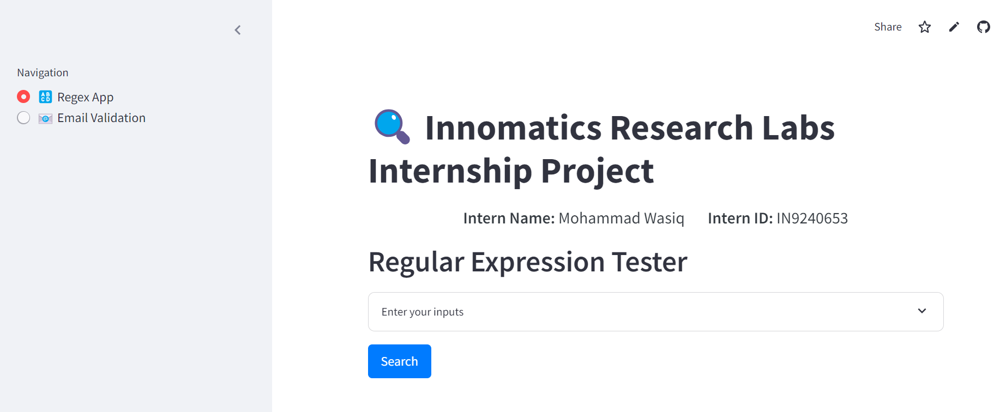 Share
Navigation
Regex App
Email Validation
Innomatics Research Labs
Internship Project
Intern Name: Mohammad Wasiq Intern ID: IN9240653
Regular Expression Tester
Enter your inputs
Search